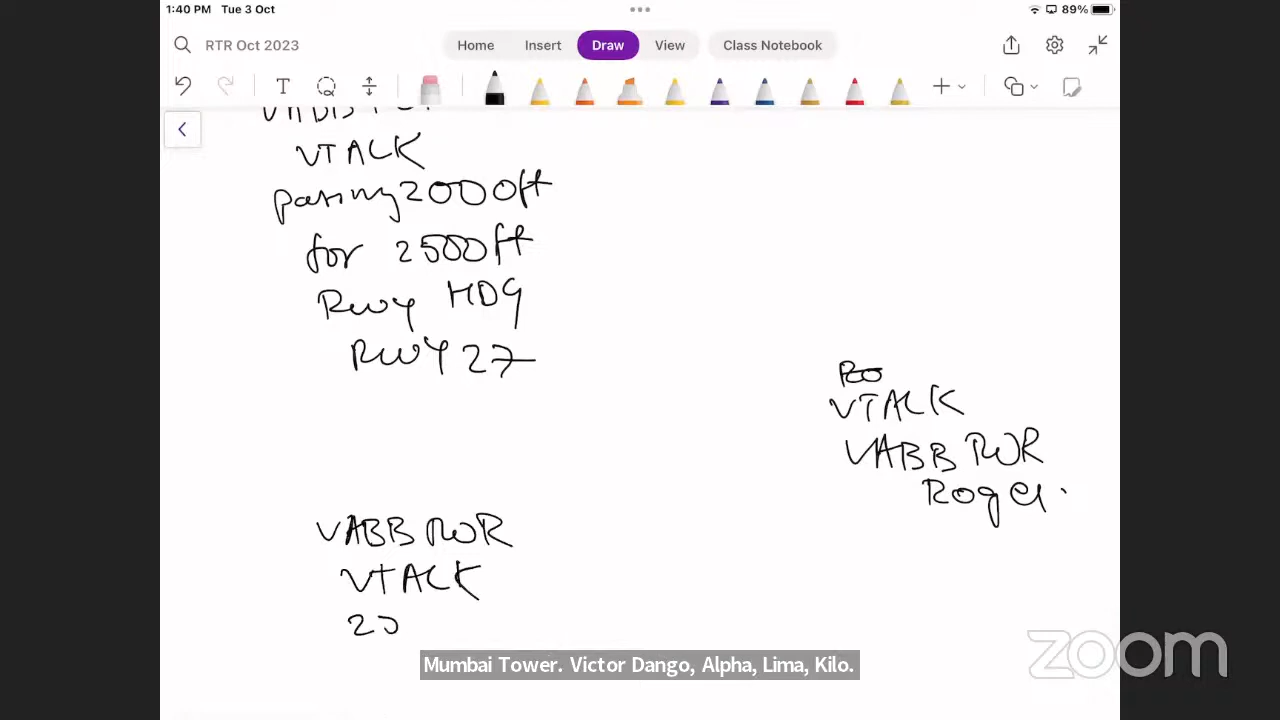 1:40 PM Tue 3 Oct
89%
RTR Oct 2023
Home Insert Draw View Class Notebook
T
VTALK
passing 2000ft
for 2500ft
Rwy HDG
RWY 27
VTALK
VABB TWR
Roger.
VABB TWR
VTALK
20
Mumbai Tower. Victor Dango, Alpha, Lima, Kilo.
zoom